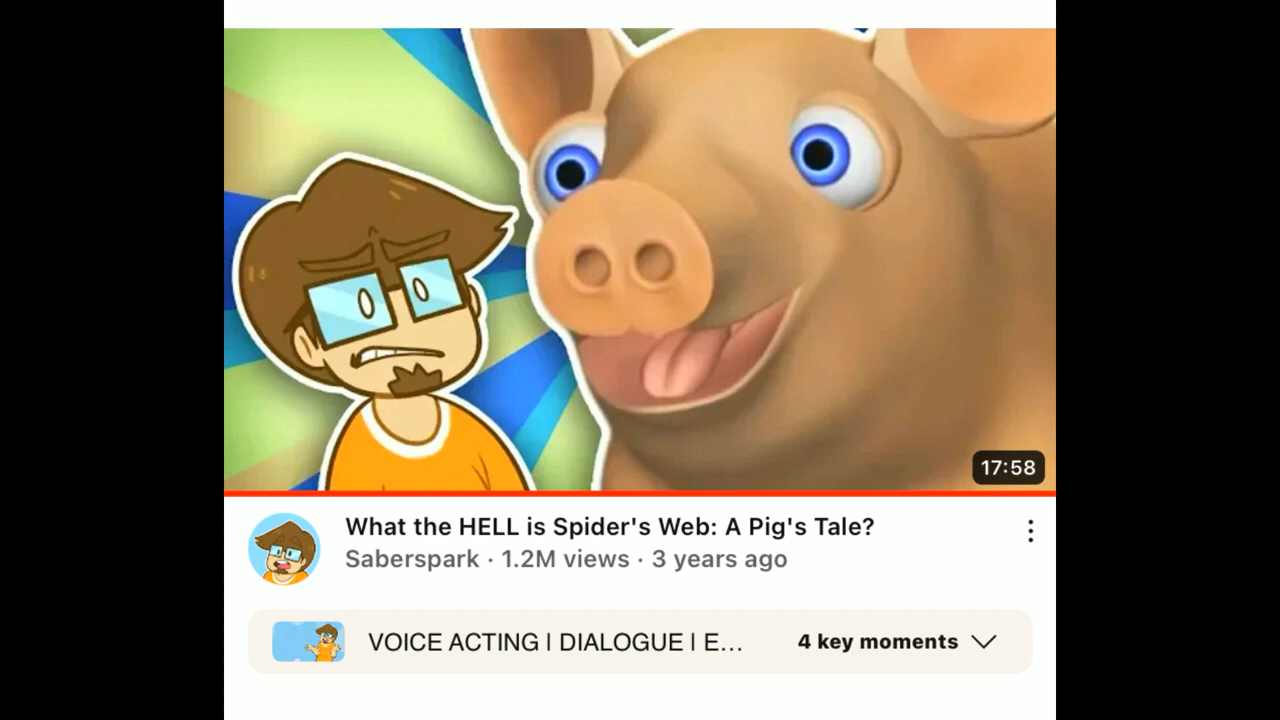 17:58
What the HELL is Spider's Web: A Pig's Tale?
Saberspark · 1.2M views · 3 years ago
VOICE ACTING | DIALOGUE | E... 4 key moments